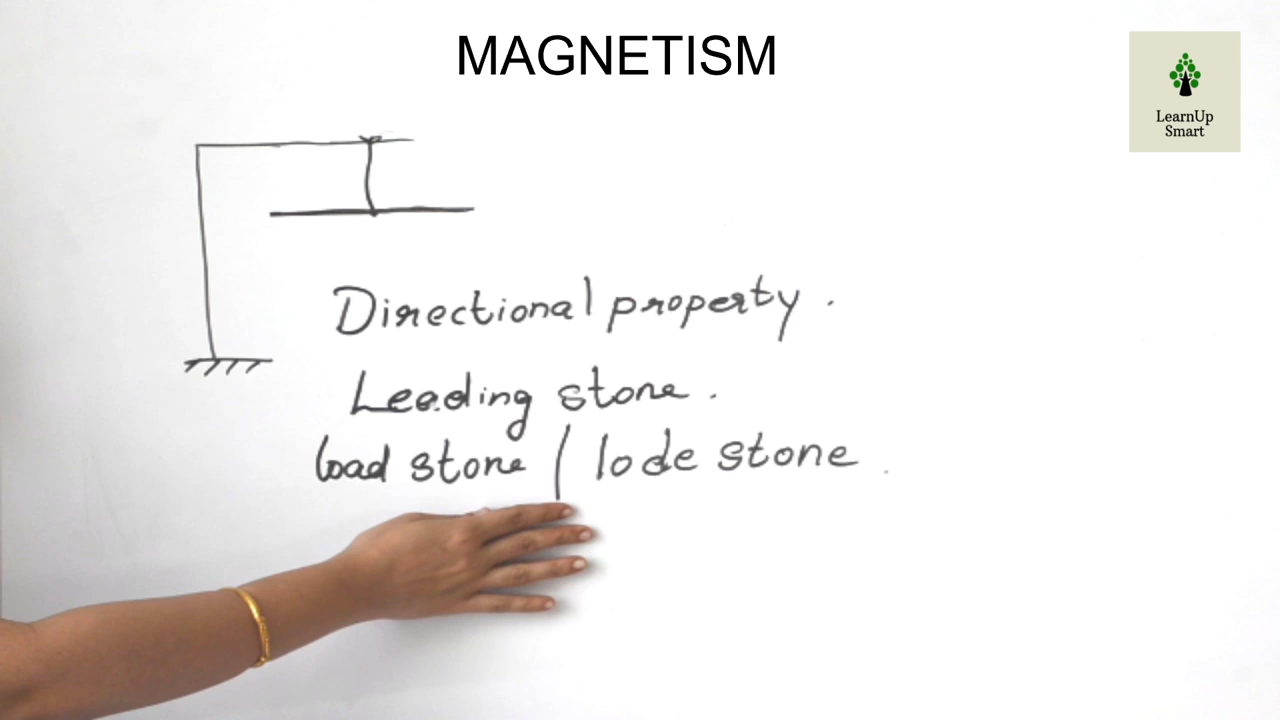 MAGNETISM
LearnUp
Smart
Directional property.
Leading stone.
load stone / lode stone.